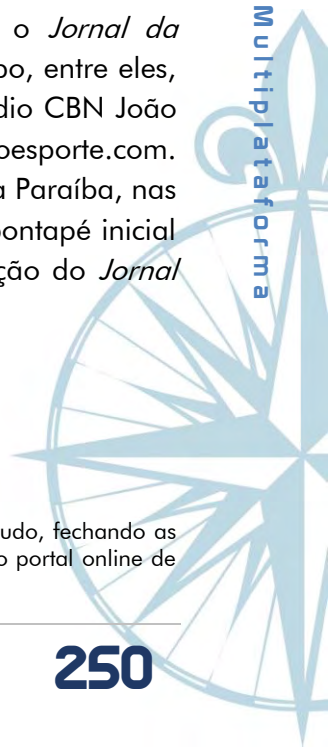 o Jornal da
po, entre eles,
dio CBN João
oesporte.com.
a Paraíba, nas
pontapé inicial
ção do Jornal
udo, fechando as
o portal online de
250
Multiplataforma